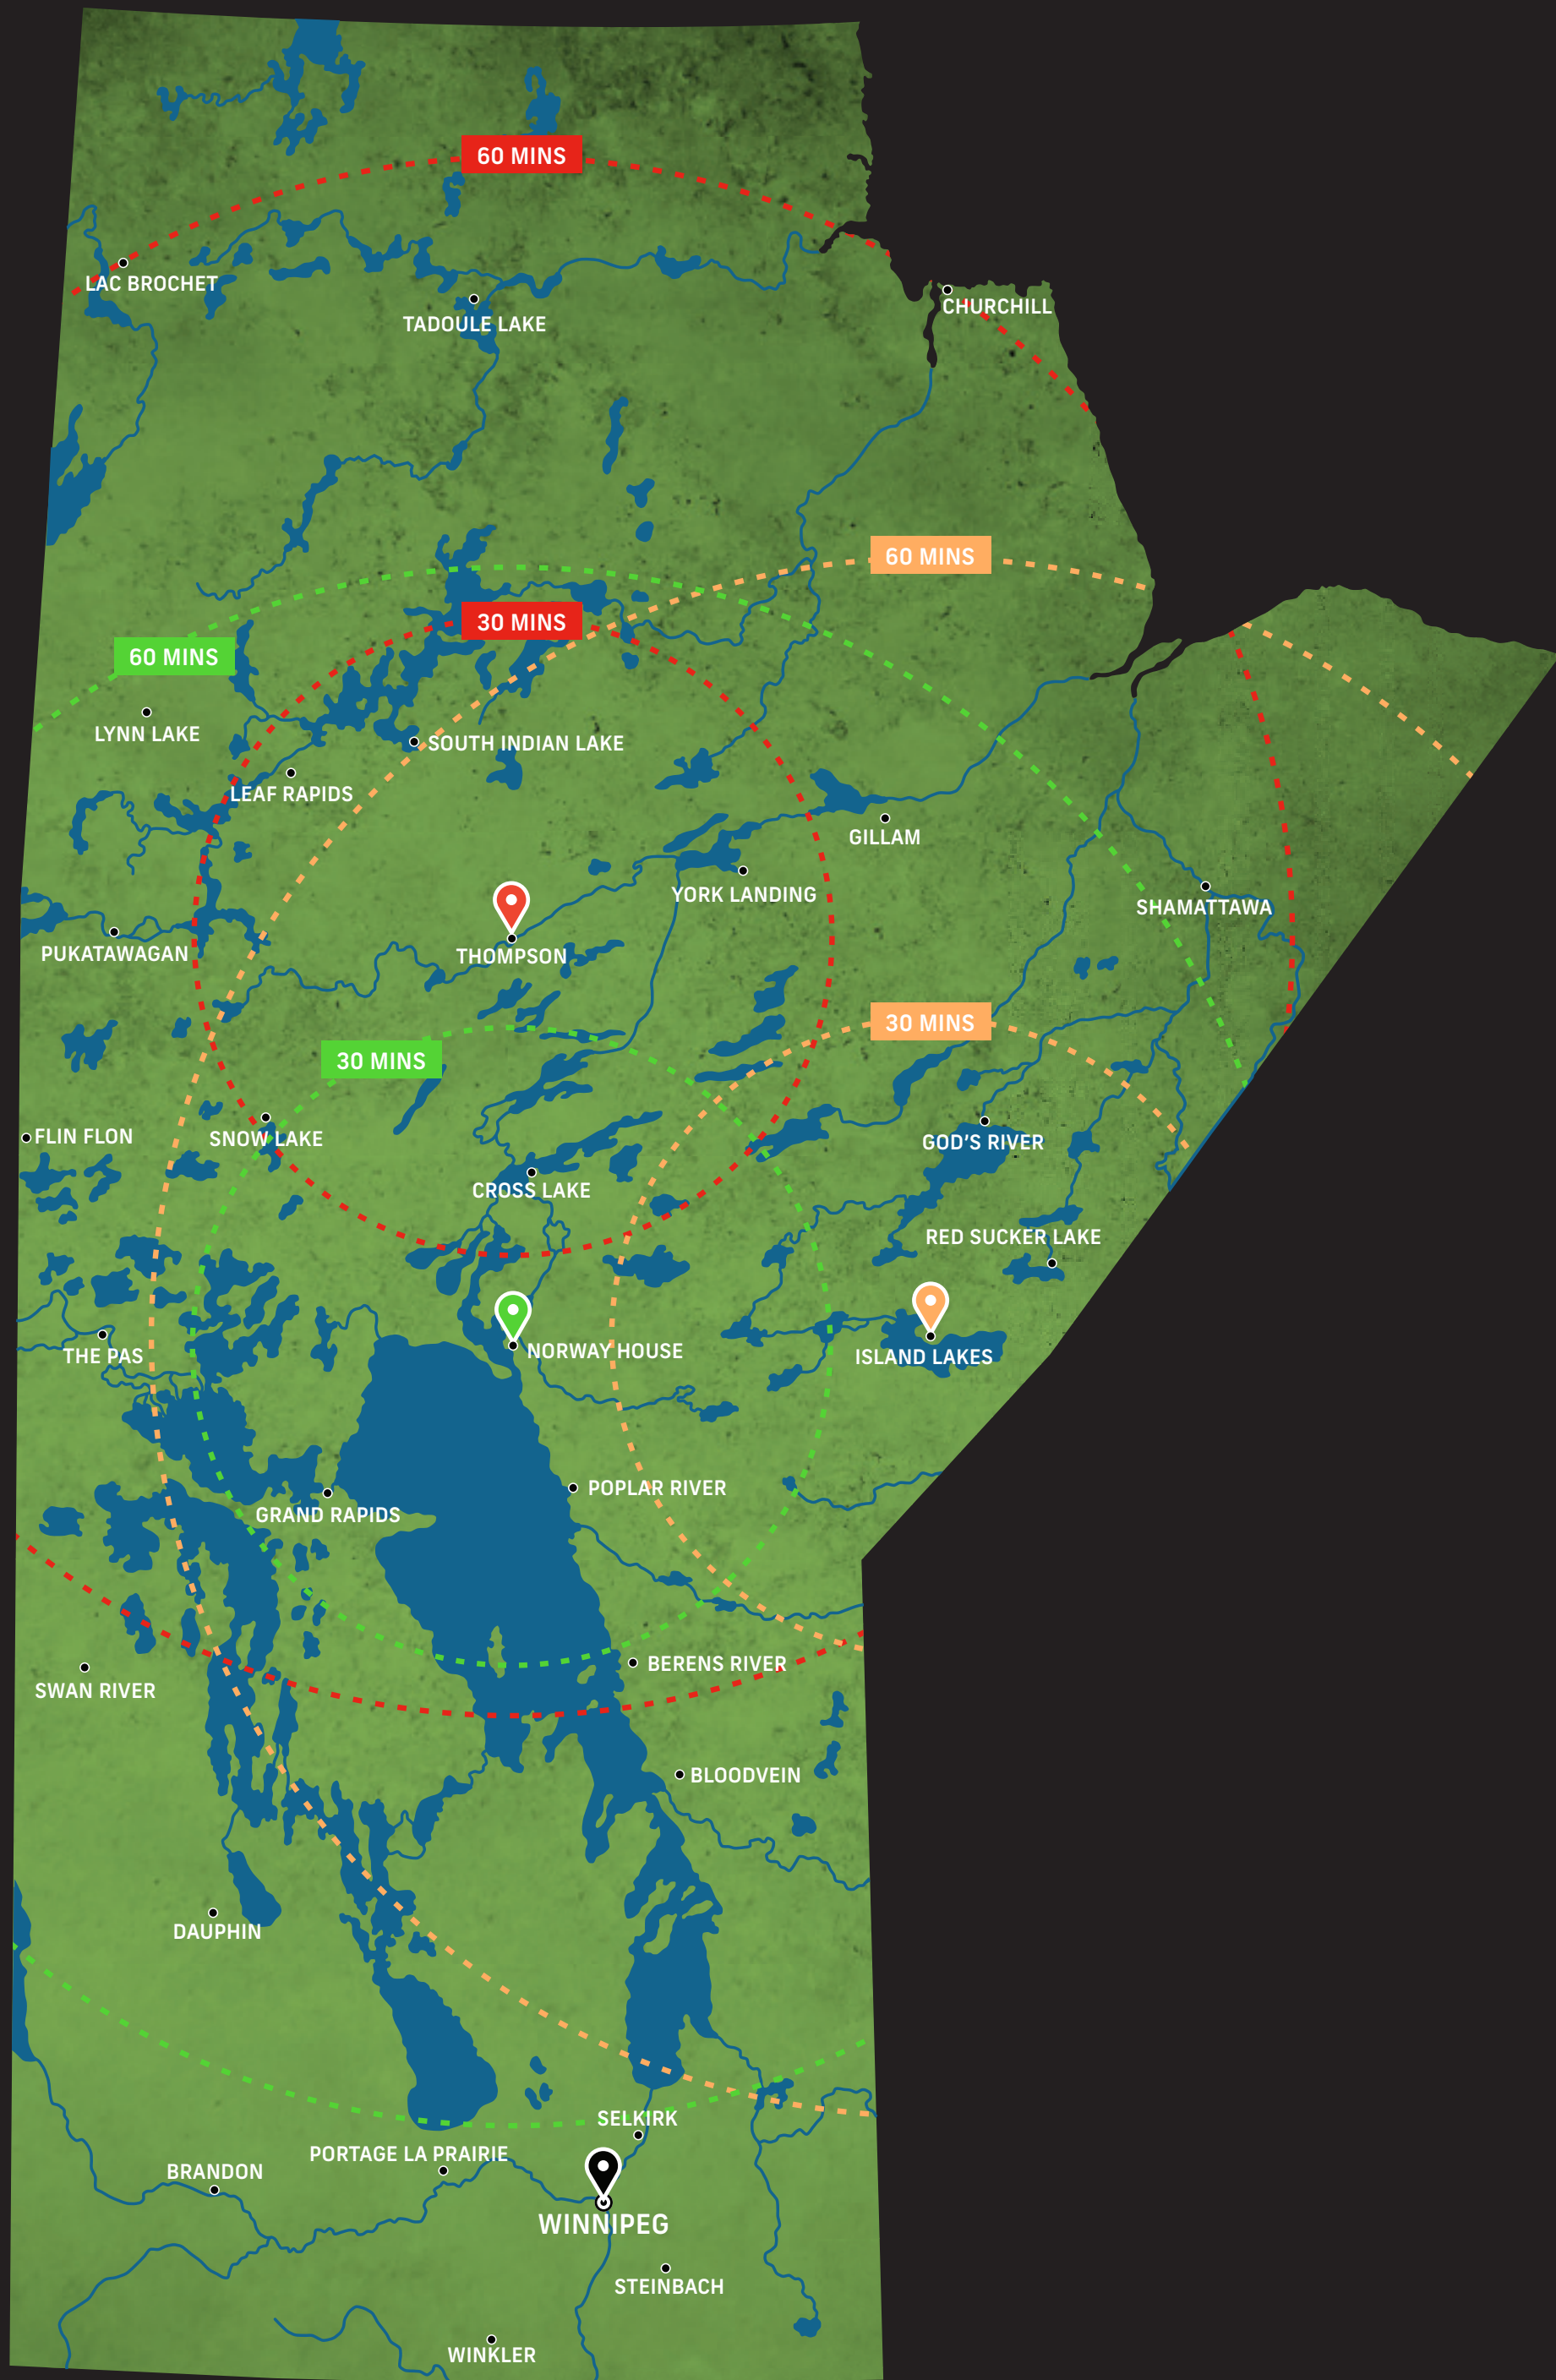 60 MINS
LAC BROCHET
CHURCHILL
TADOULE LAKE
60 MINS
30 MINS
60 MINS
LYNN LAKE
SOUTH INDIAN LAKE
LEAF RAPIDS
GILLAM
YORK LANDING
SHAMATTAWA
PUKATAWAGAN
THOMPSON
30 MINS
30 MINS
FLIN FLON
SNOW LAKE
GOD'S RIVER
CROSS LAKE
RED SUCKER LAKE
THE PAS
NORWAY HOUSE
ISLAND LAKES
POPLAR RIVER
GRAND RAPIDS
BERENS RIVER
SWAN RIVER
BLOODVEIN
DAUPHIN
SELKIRK
PORTAGE LA PRAIRIE
BRANDON
WINNIPEG
STEINBACH
WINKLER